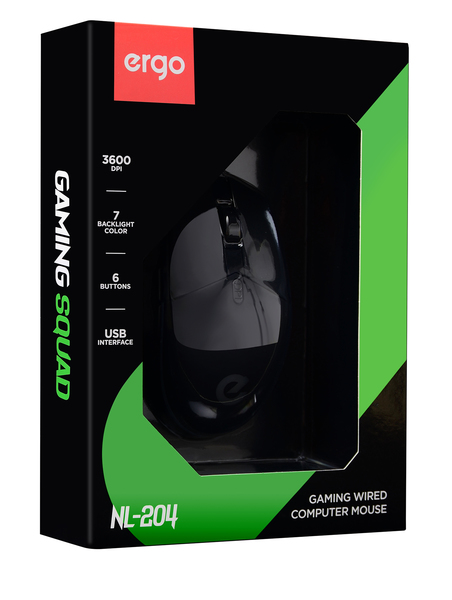 ergo
3600
DPI
7
BACKLIGHT
COLOR
6
BUTTONS
USB
INTERFACE
GAMING SQUAD
NL-204
GAMING WIRED
COMPUTER MOUSE